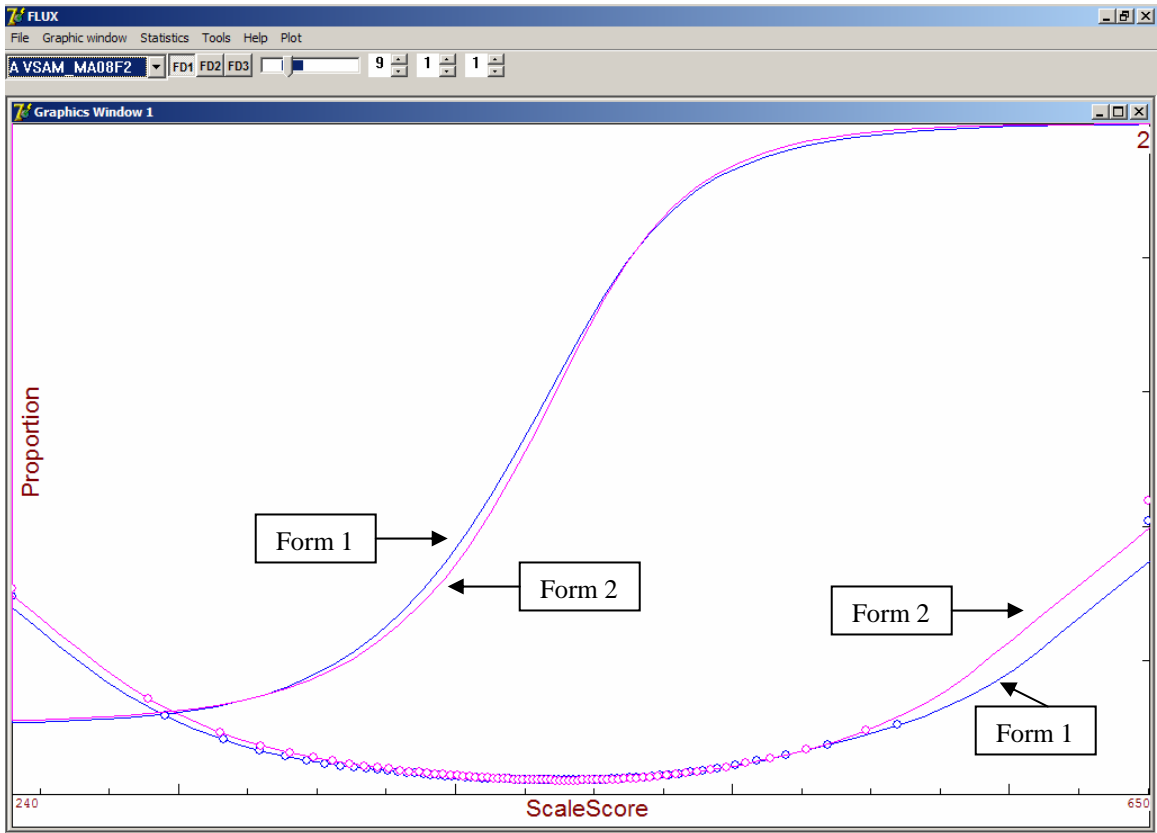 FLUX
File Graphic window Statistics Tools Help Plot
A VSAM_MA08F2 FD1 FD2 FD3 9 1 1
Graphics Window 1
2
Proportion
Form 1
Form 2
Form 2
Form 1
240 ScaleScore 650